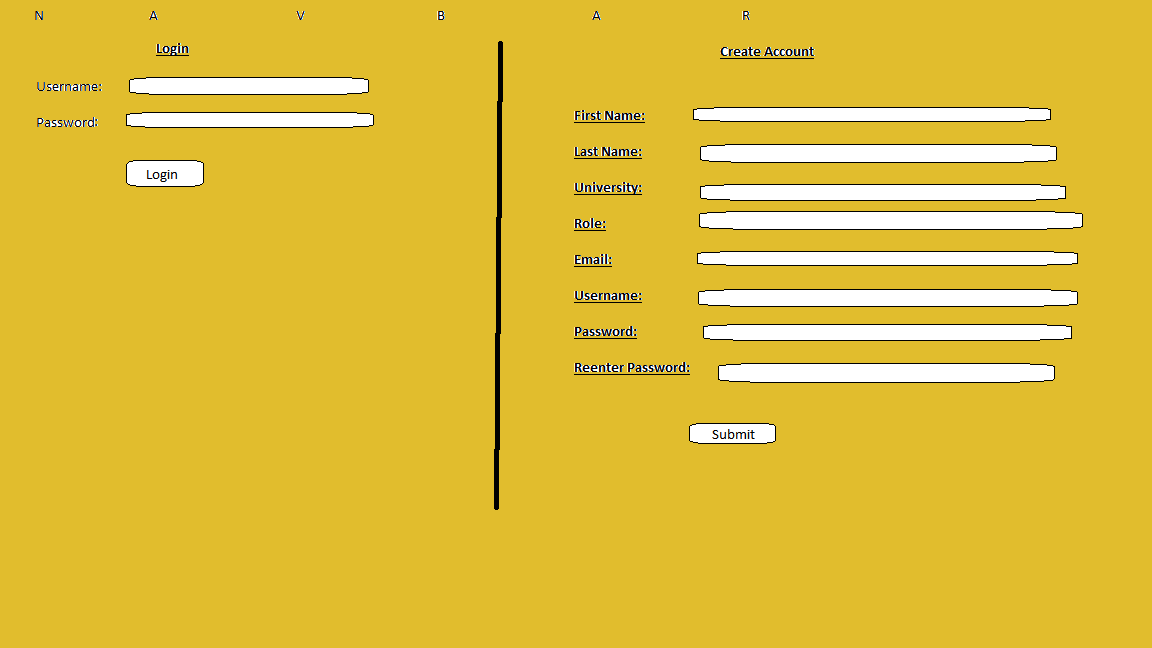 N A V B A R
Login
Username:
Password:
Login
Create Account
First Name:
Last Name:
University:
Role:
Email:
Username:
Password:
Reenter Password:
Submit